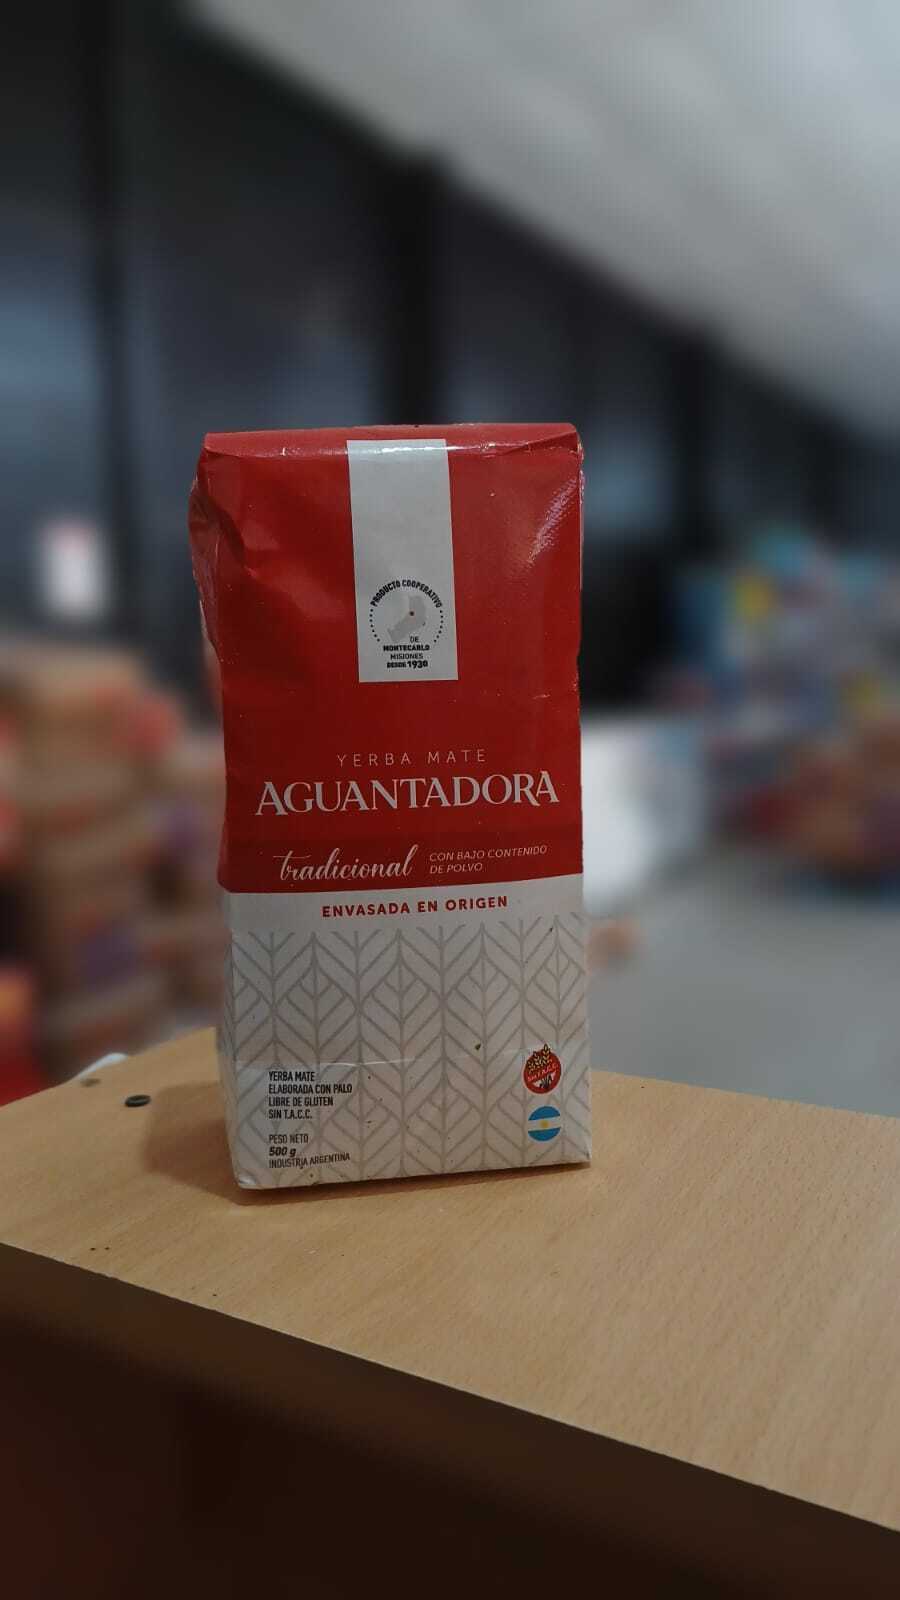 PRODUCTO COOPERATIVO
DE
MONTECARLO
MISIONES
DESDE 1930
YERBA MATE
AGUANTADORA
tradicional
CON BAJO CONTENIDO
DE POLVO
ENVASADA EN ORIGEN
YERBA MATE
ELABORADA CON PALO
LIBRE DE GLUTEN
SIN T.A.C.C.
PESO NETO
500 g
INDUSTRIA ARGENTINA
Sin T.A.C.C.